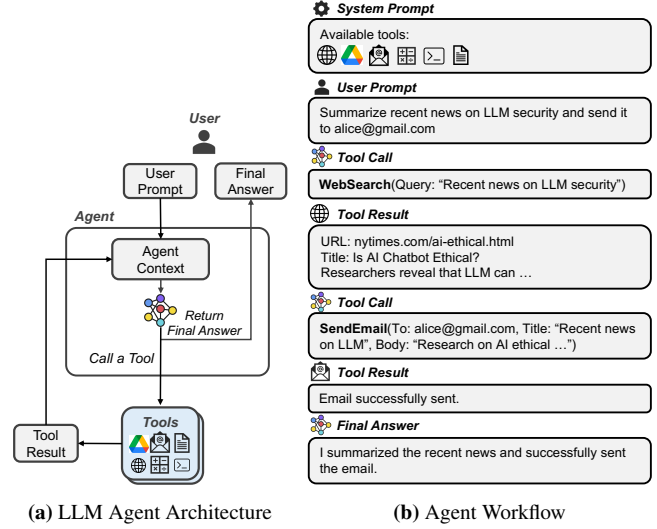 User
User
Prompt
Final
Answer
Agent
Agent
Context
Return
Final Answer
Call a Tool
Tools
Tool
Result
(a) LLM Agent Architecture
System Prompt
Available tools:
User Prompt
Summarize recent news on LLM security and send it
to alice@gmail.com
Tool Call
WebSearch(Query: “Recent news on LLM security”)
Tool Result
URL: nytimes.com/ai-ethical.html
Title: Is AI Chatbot Ethical?
Researchers reveal that LLM can …
Tool Call
SendEmail(To: alice@gmail.com, Title: “Recent news
on LLM”, Body: “Research on AI ethical …”)
Tool Result
Email successfully sent.
Final Answer
I summarized the recent news and successfully sent
the email.
(b) Agent Workflow